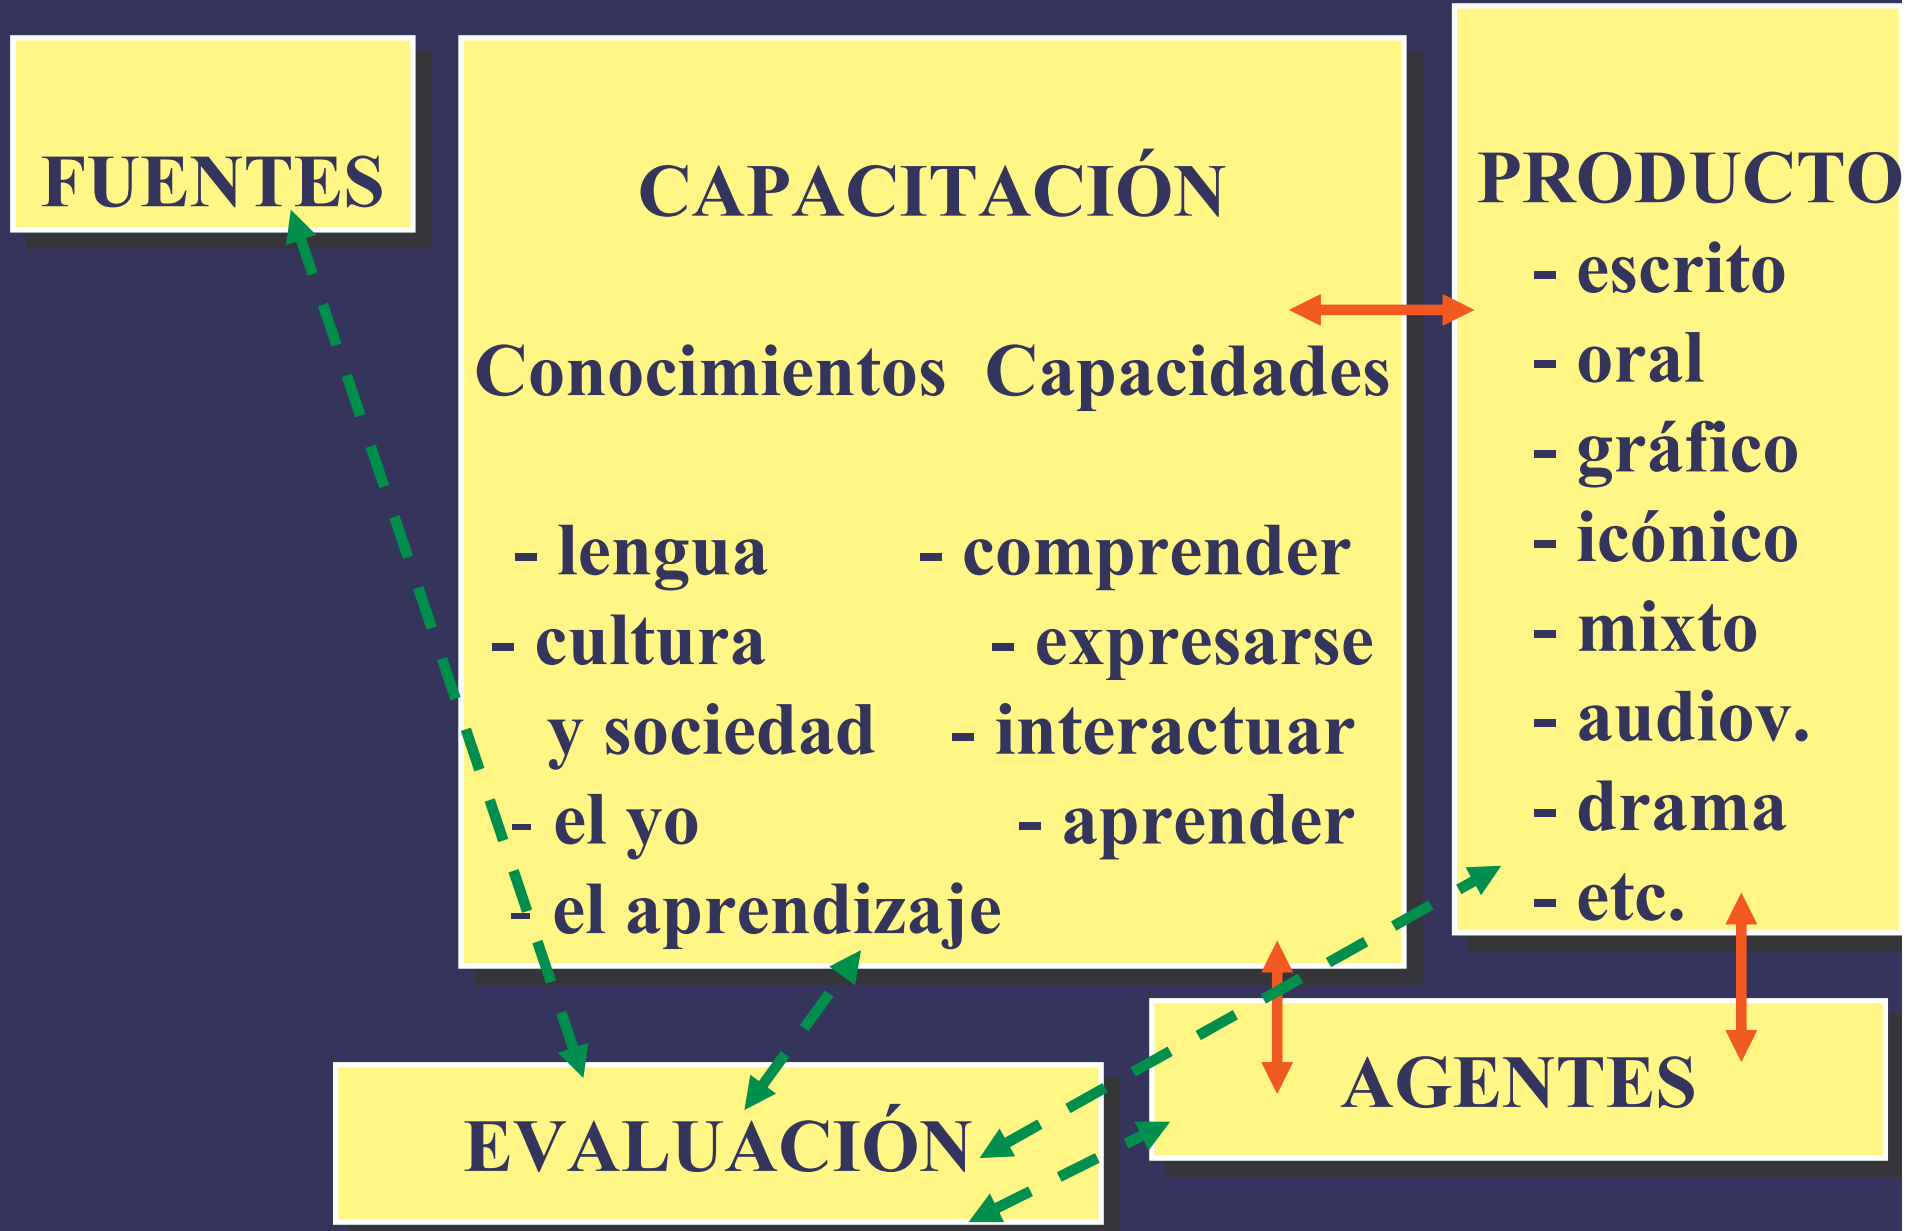 FUENTES
CAPACITACIÓN
Conocimientos Capacidades
- lengua - comprender
- cultura - expresarse
y sociedad - interactuar
- el yo - aprender
- el aprendizaje
PRODUCTO
- escrito
- oral
- gráfico
- icónico
- mixto
- audiov.
- drama
- etc.
EVALUACIÓN
AGENTES